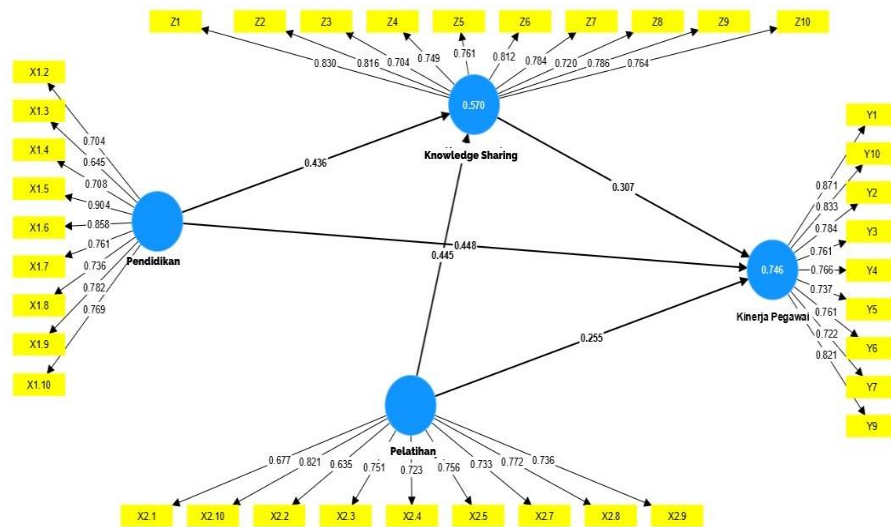 Z1 Z2 Z3 Z4 Z5 Z6 Z7 Z8 Z9 Z10
0.830 0.816 0.704 0.749 0.761 0.812 0.784 0.720 0.786 0.764
0.570
Knowledge Sharing
X1.2
X1.3
X1.4
X1.5
X1.6
X1.7
X1.8
X1.9
X1.10
0.704
0.645
0.708
0.904
0.858
0.761
0.736
0.782
0.769
Pendidikan
0.436
0.307
0.448
0.445
0.255
Y1
Y10
Y2
Y3
Y4
Y5
Y6
Y7
Y9
0.871
0.833
0.784
0.761
0.766
0.737
0.761
0.722
0.821
0.746
Kinerja Pegawai
Pelatihan
0.677 0.821 0.635 0.751 0.723 0.756 0.733 0.772 0.736
X2.1 X2.10 X2.2 X2.3 X2.4 X2.5 X2.7 X2.8 X2.9